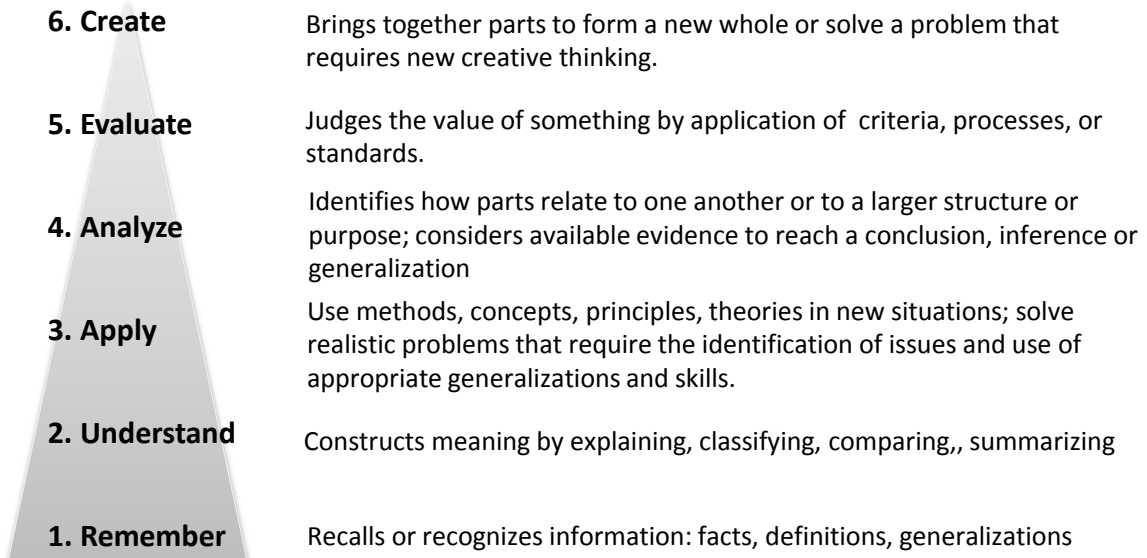 6. Create
Brings together parts to form a new whole or solve a problem that
requires new creative thinking.
5. Evaluate
Judges the value of something by application of  criteria, processes, or
standards.
4. Analyze
Identifies how parts relate to one another or to a larger structure or
purpose; considers available evidence to reach a conclusion, inference or
generalization
3. Apply
Use methods, concepts, principles, theories in new situations; solve
realistic problems that require the identification of issues and use of
appropriate generalizations and skills.
2. Understand
Constructs meaning by explaining, classifying, comparing,, summarizing
1. Remember
Recalls or recognizes information: facts, definitions, generalizations